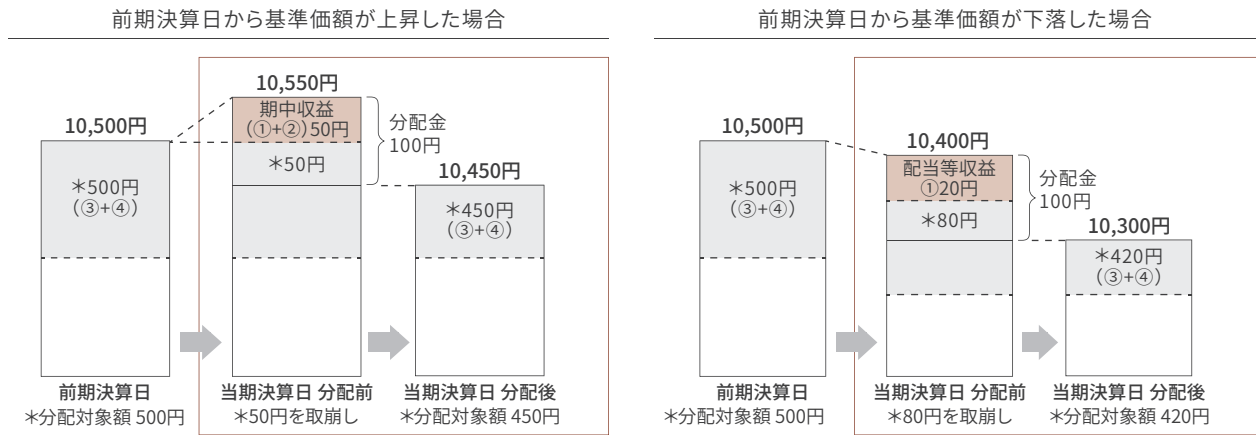 前期決算日から基準価額が上昇した場合
10,500円
＊500円
（③+④）
10,550円
期中収益
（①+②）50円
＊50円
分配金
100円
10,450円
＊450円
（③+④）
前期決算日
＊分配対象額 500円
当期決算日 分配前
＊50円を取崩し
当期決算日 分配後
＊分配対象額 450円
前期決算日から基準価額が下落した場合
10,500円
＊500円
（③+④）
10,400円
配当等収益
①20円
＊80円
分配金
100円
10,300円
＊420円
（③+④）
前期決算日
＊分配対象額 500円
当期決算日 分配前
＊80円を取崩し
当期決算日 分配後
＊分配対象額 420円